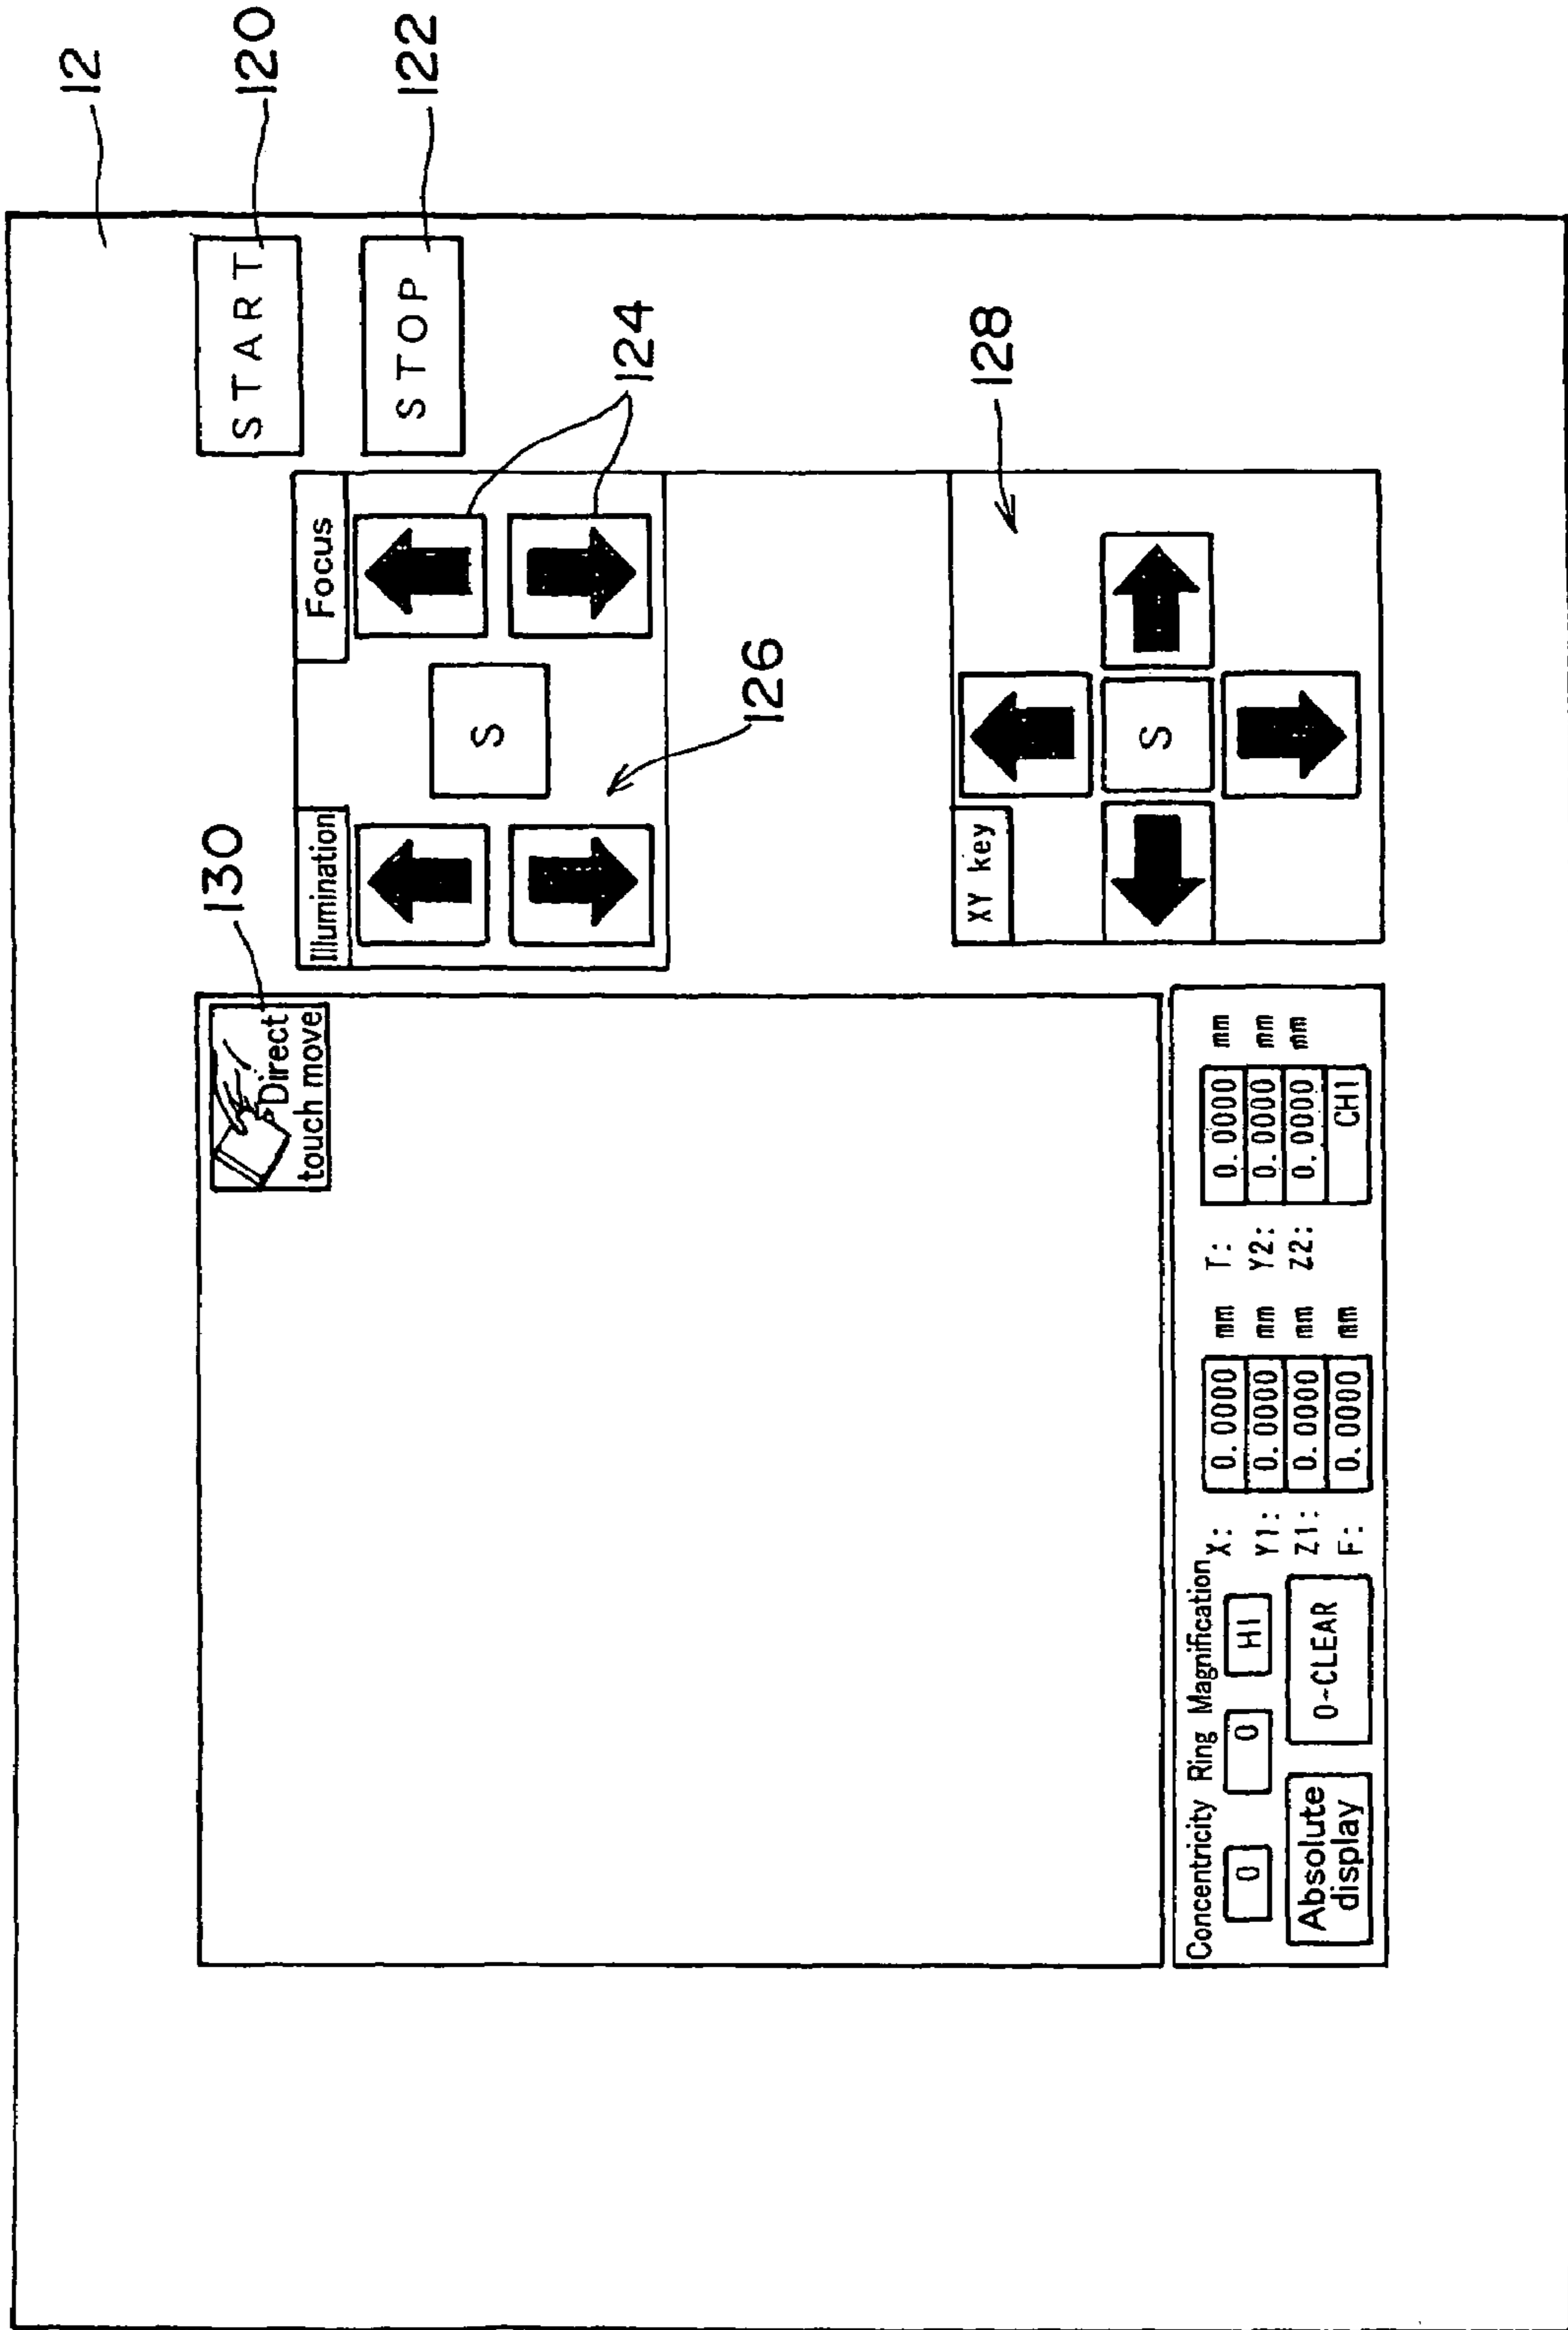 12
START
120
STOP
122
130
Direct
touch move
Illumination
Focus
124
S
126
XY key
128
S
Concentricity Ring Magnification
0 0 HI
Absolute
display
0-CLEAR
X: 0.0000 mm T: 0.0000 mm
Y1: 0.0000 mm Y2: 0.0000 mm
Z1: 0.0000 mm Z2: 0.0000 mm
F: 0.0000 mm CH1